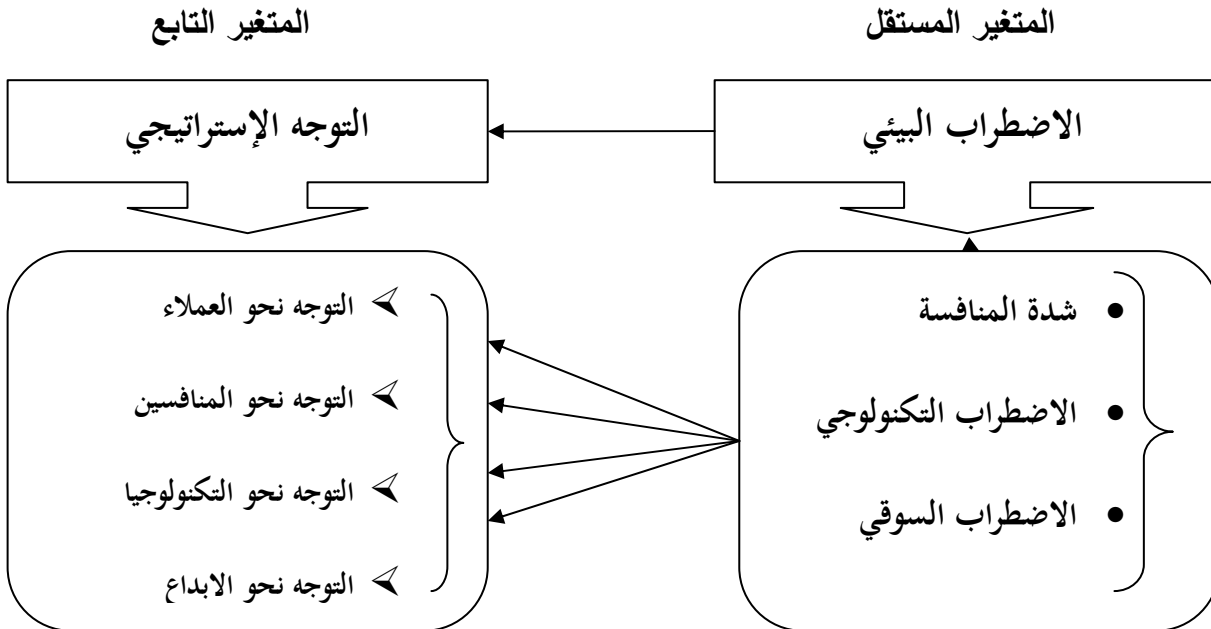 المتغير المستقل
المتغير التابع
الاضطراب البيئي
التوجه الإستراتيجي
شدة المنافسة
الاضطراب التكنولوجي
الاضطراب السوقي
التوجه نحو العملاء
التوجه نحو المنافسين
التوجه نحو التكنولوجيا
التوجه نحو الابداع